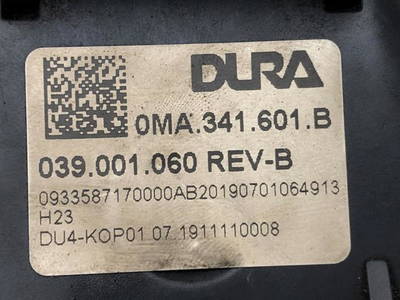 DURA
0MA.341.601.B
039.001.060 REV-B
0933587170000AB20190701064913
H23
DU4-KOP01 07 1911110008